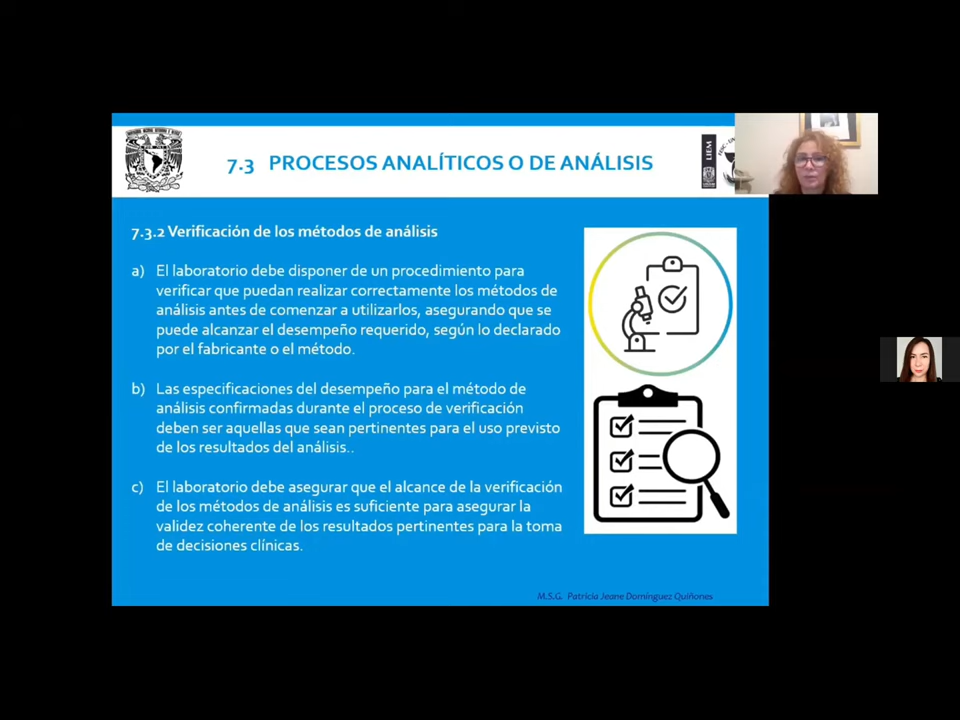 7.3 PROCESOS ANALÍTICOS O DE ANÁLISIS
LIEM
7.3.2 Verificación de los métodos de análisis
a) El laboratorio debe disponer de un procedimiento para
verificar que puedan realizar correctamente los métodos de
análisis antes de comenzar a utilizarlos, asegurando que se
puede alcanzar el desempeño requerido, según lo declarado
por el fabricante o el método.
b) Las especificaciones del desempeño para el método de
análisis confirmadas durante el proceso de verificación
deben ser aquellas que sean pertinentes para el uso previsto
de los resultados del análisis..
c) El laboratorio debe asegurar que el alcance de la verificación
de los métodos de análisis es suficiente para asegurar la
validez coherente de los resultados pertinentes para la toma
de decisiones clínicas.
M.S.G. Patricia Jeane Domínguez Quiñones